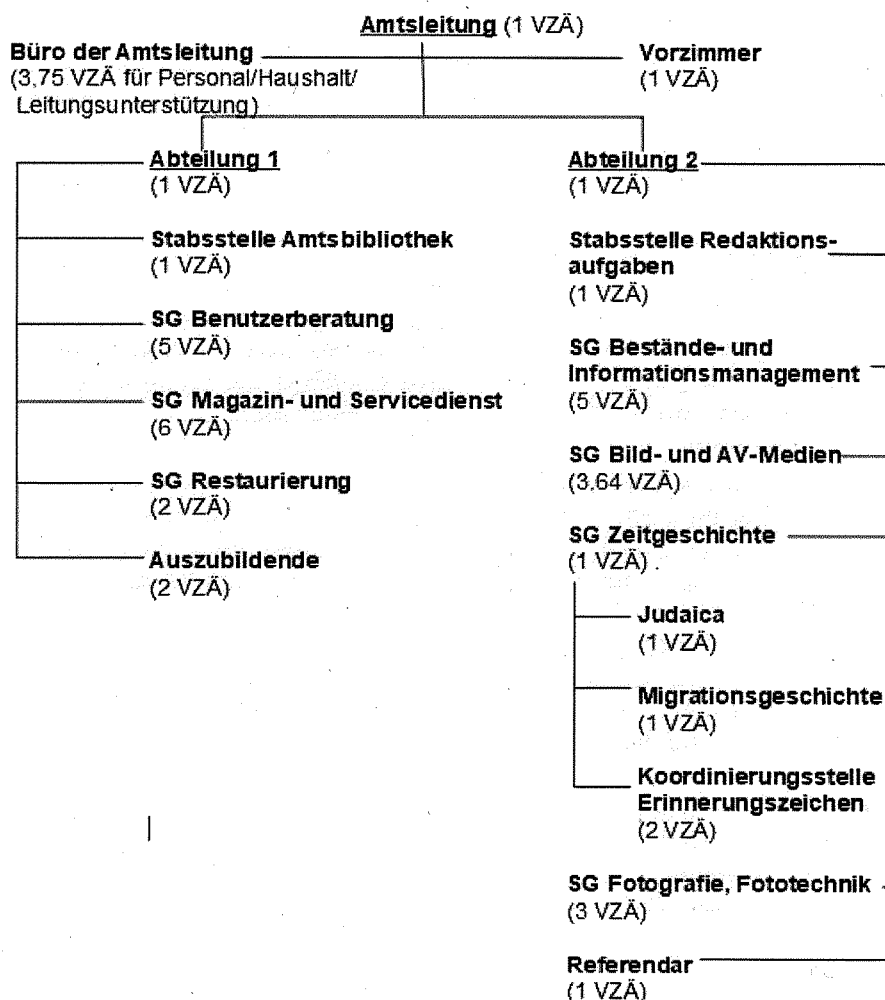 Amtsleitung (1 VZÄ)
Büro der Amtsleitung
(3,75 VZÄ für Personal/Haushalt/
Leitungsunterstützung)
Vorzimmer
(1 VZÄ)
Abteilung 1
(1 VZÄ)
Stabsstelle Amtsbibliothek
(1 VZÄ)
SG Benutzerberatung
(5 VZÄ)
SG Magazin- und Servicedienst
(6 VZÄ)
SG Restaurierung
(2 VZÄ)
Auszubildende
(2 VZÄ)
Abteilung 2
(1 VZÄ)
Stabsstelle Redaktions-
aufgaben
(1 VZÄ)
SG Bestände- und
Informationsmanagement
(5 VZÄ)
SG Bild- und AV-Medien
(3,64 VZÄ)
SG Zeitgeschichte
(1 VZÄ)
Judaica
(1 VZÄ)
Migrationsgeschichte
(1 VZÄ)
Koordinierungsstelle
Erinnerungszeichen
(2 VZÄ)
SG Fotografie, Fototechnik
(3 VZÄ)
Referendar
(1 VZÄ)